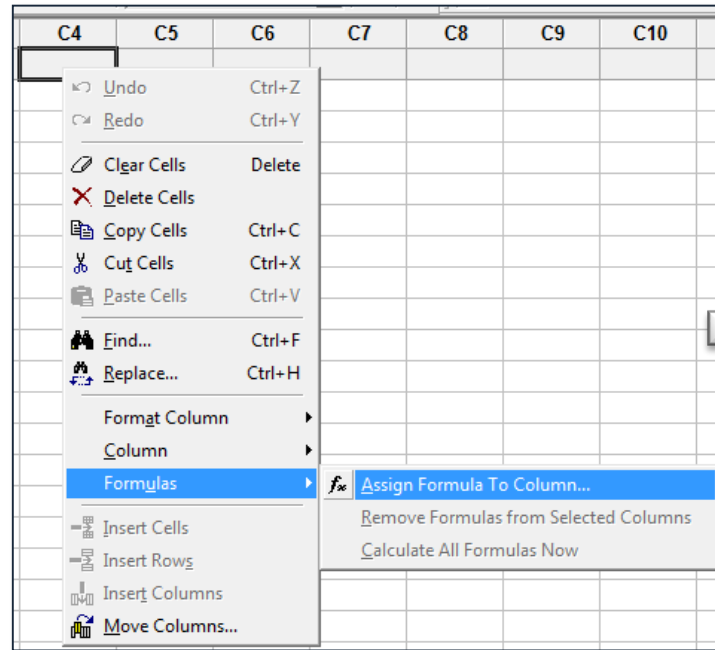 C4 C5 C6 C7 C8 C9 C10
Undo Ctrl+Z
Redo Ctrl+Y
Clear Cells Delete
Delete Cells
Copy Cells Ctrl+C
Cut Cells Ctrl+X
Paste Cells Ctrl+V
Find... Ctrl+F
Replace... Ctrl+H
Format Column
Column
Formulas
fx Assign Formula To Column...
Remove Formulas from Selected Columns
Calculate All Formulas Now
Insert Cells
Insert Rows
Insert Columns
Move Columns...